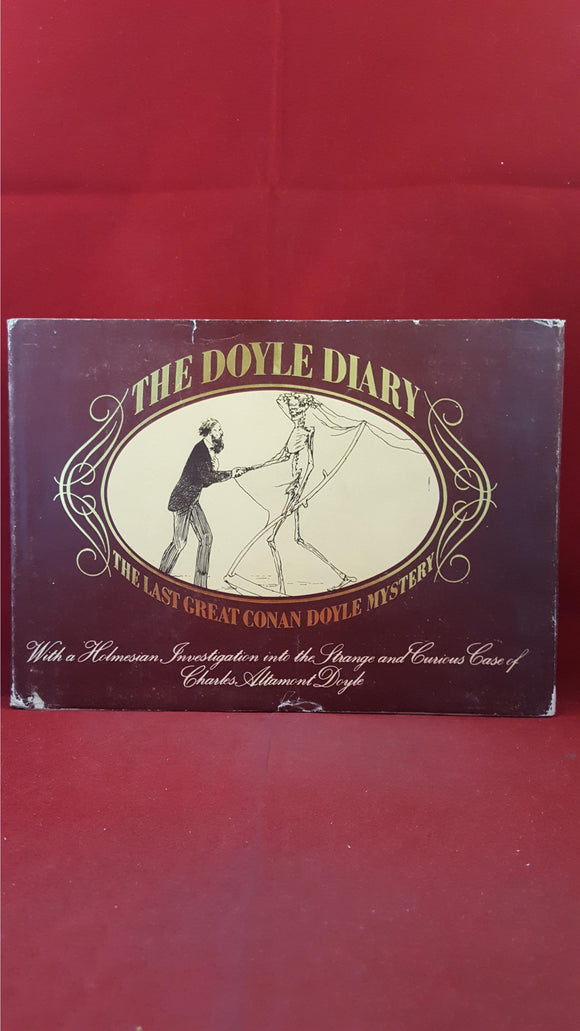 THE DOYLE DIARY
THE LAST GREAT CONAN DOYLE MYSTERY
With a Holmesian Investigation into the Strange and Curious Case of
Charles Altamont Doyle